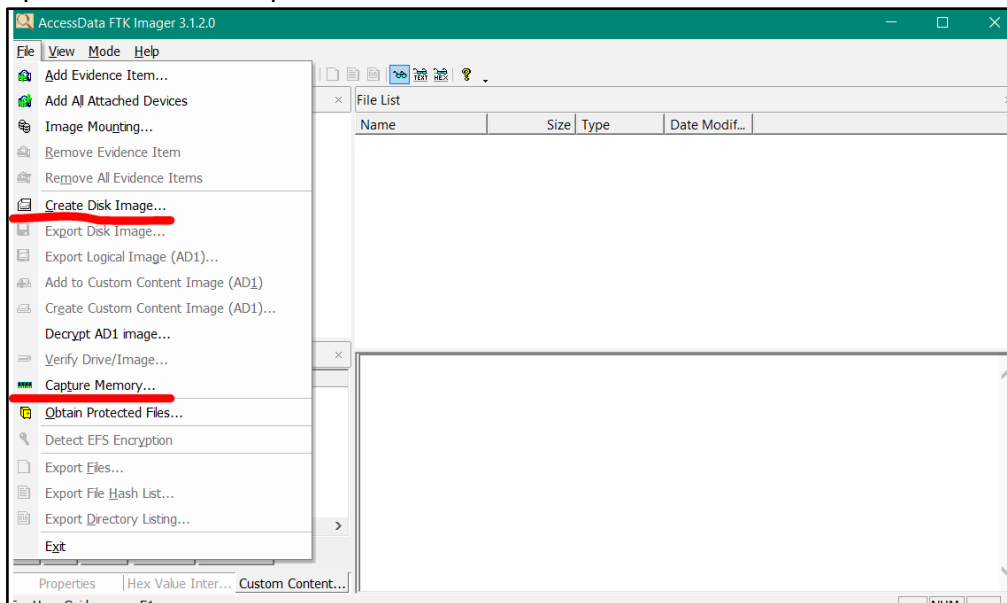 AccessData FTK Imager 3.1.2.0
File View Mode Help
Add Evidence Item...
Add All Attached Devices
File List
Image Mounting...
Name Size Type Date Modif...
Remove Evidence Item
Remove All Evidence Items
Create Disk Image...
Export Disk Image...
Export Logical Image (AD1)...
Add to Custom Content Image (AD1)
Create Custom Content Image (AD1)...
Decrypt AD1 image...
Verify Drive/Image...
Capture Memory...
Obtain Protected Files...
Detect EFS Encryption
Export Files...
Export File Hash List...
Export Directory Listing...
Exit
Properties Hex Value Inter... Custom Content...